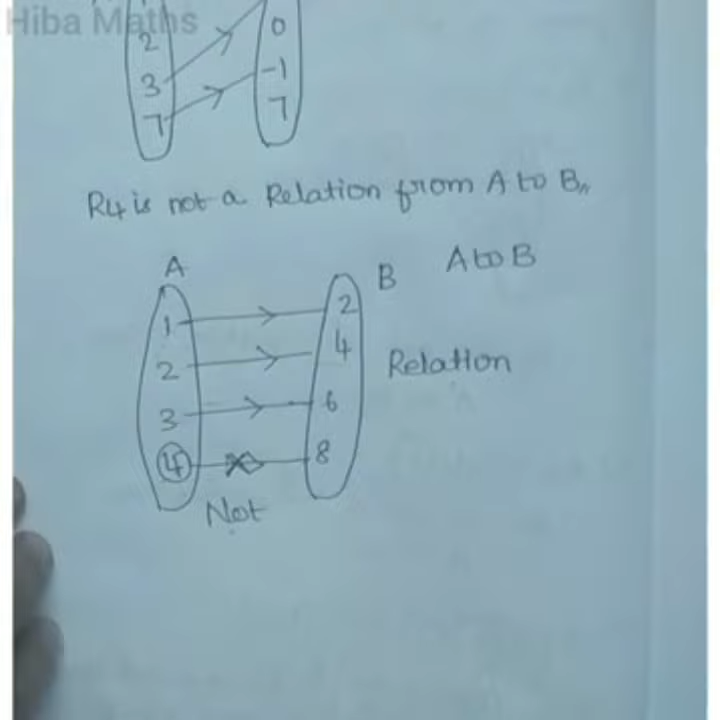 Hiba Maths
2 0
3 -1
7 7
R4 is not a Relation from A to B,,
A B A to B
1 2
2 4 Relation
3 6
4 8
Not